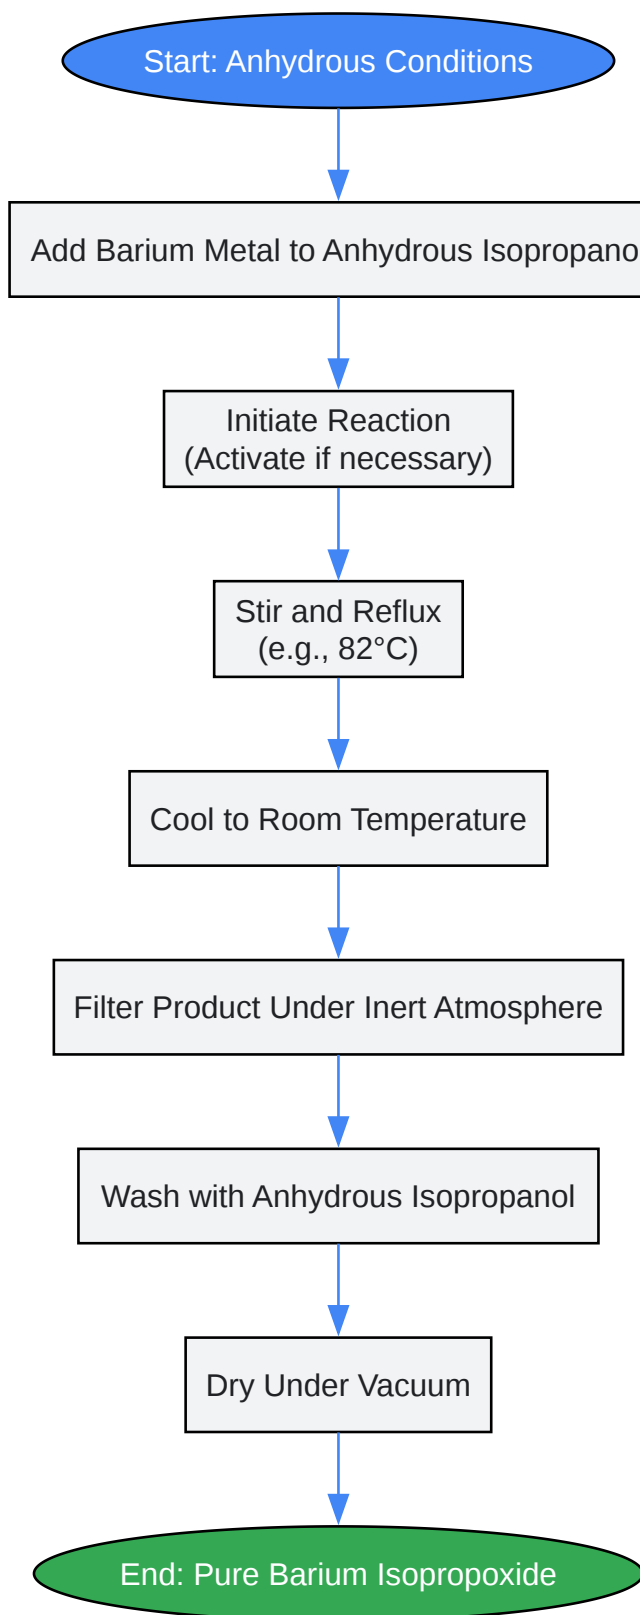 Start: Anhydrous Conditions
Add Barium Metal to Anhydrous Isopropano
Initiate Reaction
(Activate if necessary)
Stir and Reflux
(e.g., 82°C)
Cool to Room Temperature
Filter Product Under Inert Atmosphere
Wash with Anhydrous Isopropanol
Dry Under Vacuum
End: Pure Barium Isopropoxide